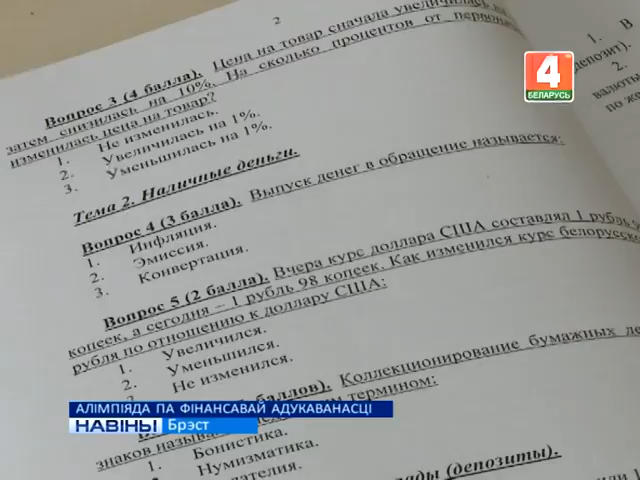 2
Вопрос 3 (4 балла). Цена на товар сначала увеличилась на
затем снизилась на 10%. На сколько процентов от
изменилась цена на товар?
1. Не изменилась.
2. Увеличилась на 1%.
3. Уменьшилась на 1%.
Тема 2. Наличные деньги.
Вопрос 4 (3 балла). Выпуск денег в обращение называется:
1. Инфляция.
2. Эмиссия.
3. Конвертация.
Вопрос 5 (2 балла). Вчера курс доллара США составлял 1 рубль
копеек, а сегодня – 1 рубль 98 копеек. Как изменился курс
рубля по отношению к доллару США:
1. Увеличился.
2. Уменьшился.
Не изменился.
баллов). Коллекционирование бумажных
знаков термином:
1. Бонистика.
Нумизматика.
(депозиты).
1. В
депозит).
2.
валюты
по
4
БЕЛАРУСЬ
АЛІМПІЯДА ПА ФІНАНСАВАЙ АДУКАВАНАСЦІ
НАВІНЫ Брэст